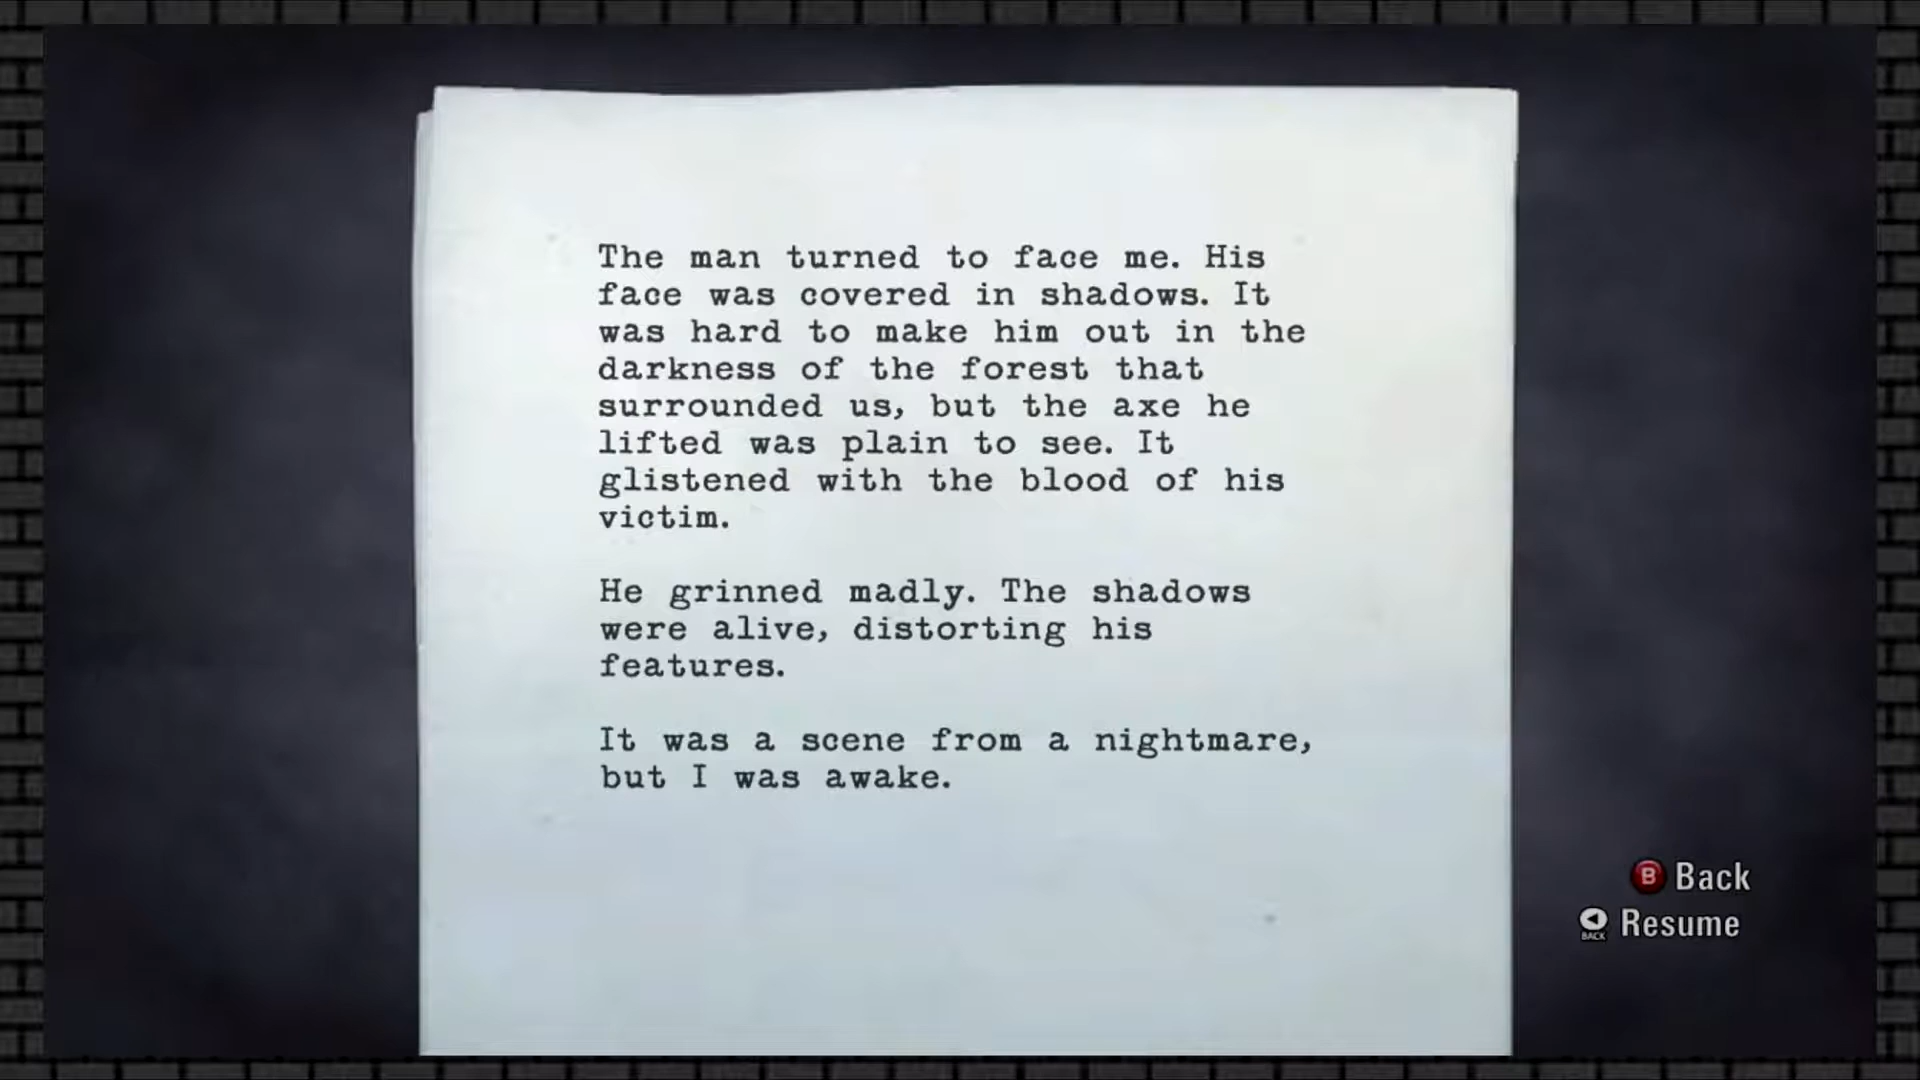 The man turned to face me. His
face was covered in shadows. It
was hard to make him out in the
darkness of the forest that
surrounded us, but the axe he
lifted was plain to see. It
glistened with the blood of his
victim.
He grinned madly. The shadows
were alive, distorting his
features.
It was a scene from a nightmare,
but I was awake.
B Back
BACK Resume